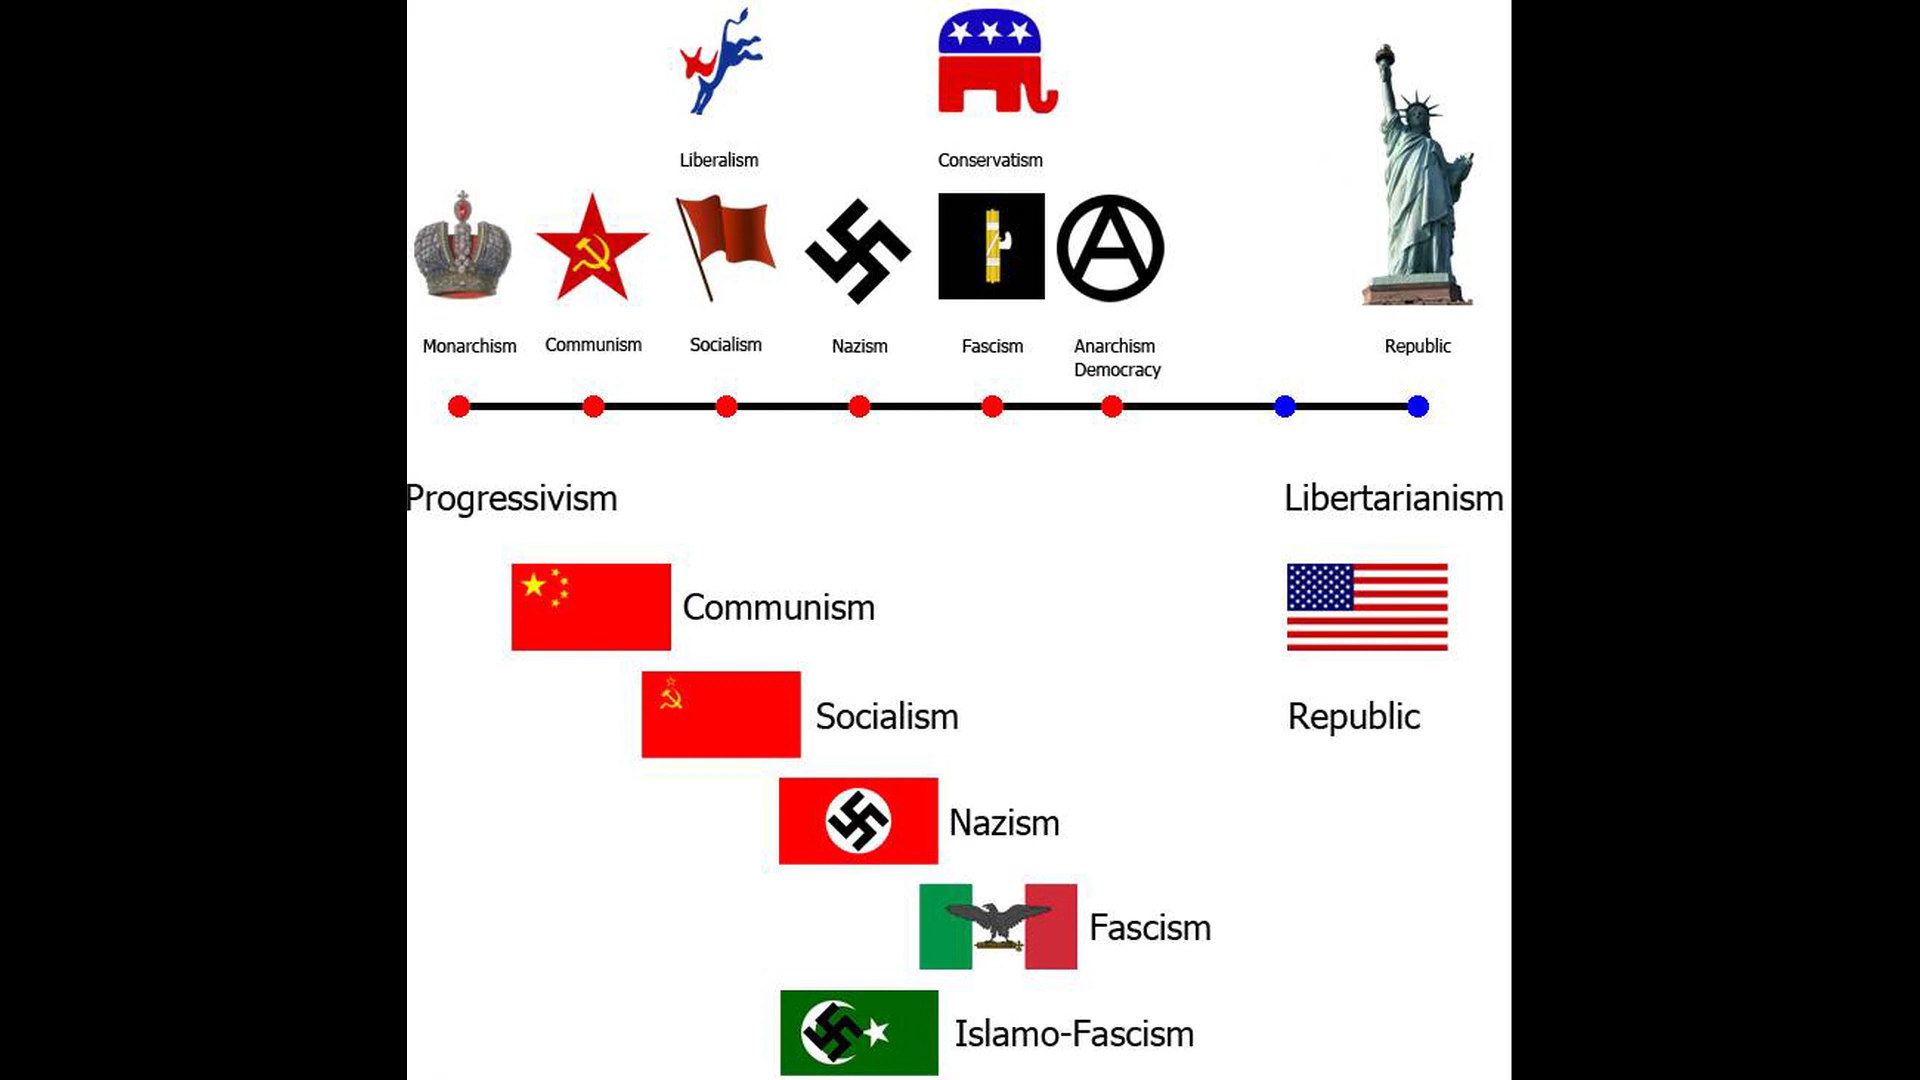 Liberalism
Conservatism
Monarchism
Communism
Socialism
Nazism
Fascism
Anarchism
Democracy
Republic
Progressivism
Libertarianism
Communism
Socialism
Republic
Nazism
Fascism
Islamo-Fascism